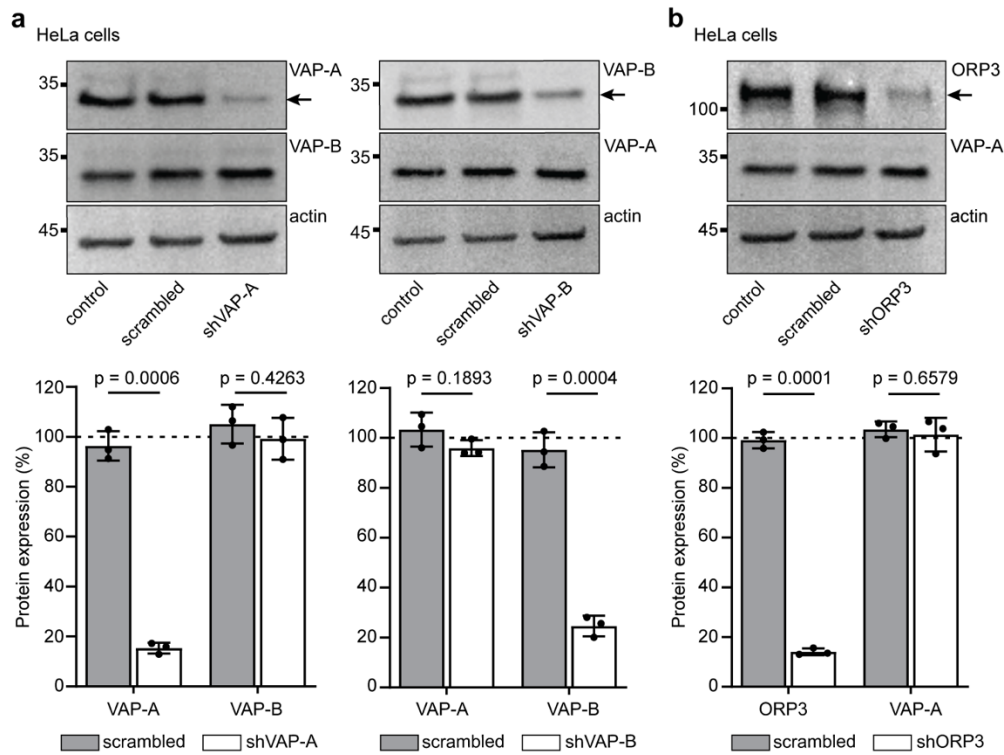 a
HeLa cells
35
VAP-A
35
VAP-B
45
actin
control
scrambled
shVAP-A
35
VAP-B
35
VAP-A
45
actin
control
scrambled
shVAP-B
b
HeLa cells
100
ORP3
35
VAP-A
45
actin
control
scrambled
shORP3
Protein expression (%)
120
100
80
60
40
20
0
p = 0.0006
p = 0.4263
VAP-A
VAP-B
scrambled
shVAP-A
120
100
80
60
40
20
0
p = 0.1893
p = 0.0004
VAP-A
VAP-B
scrambled
shVAP-B
Protein expression (%)
120
100
80
60
40
20
0
p = 0.0001
p = 0.6579
ORP3
VAP-A
scrambled
shORP3